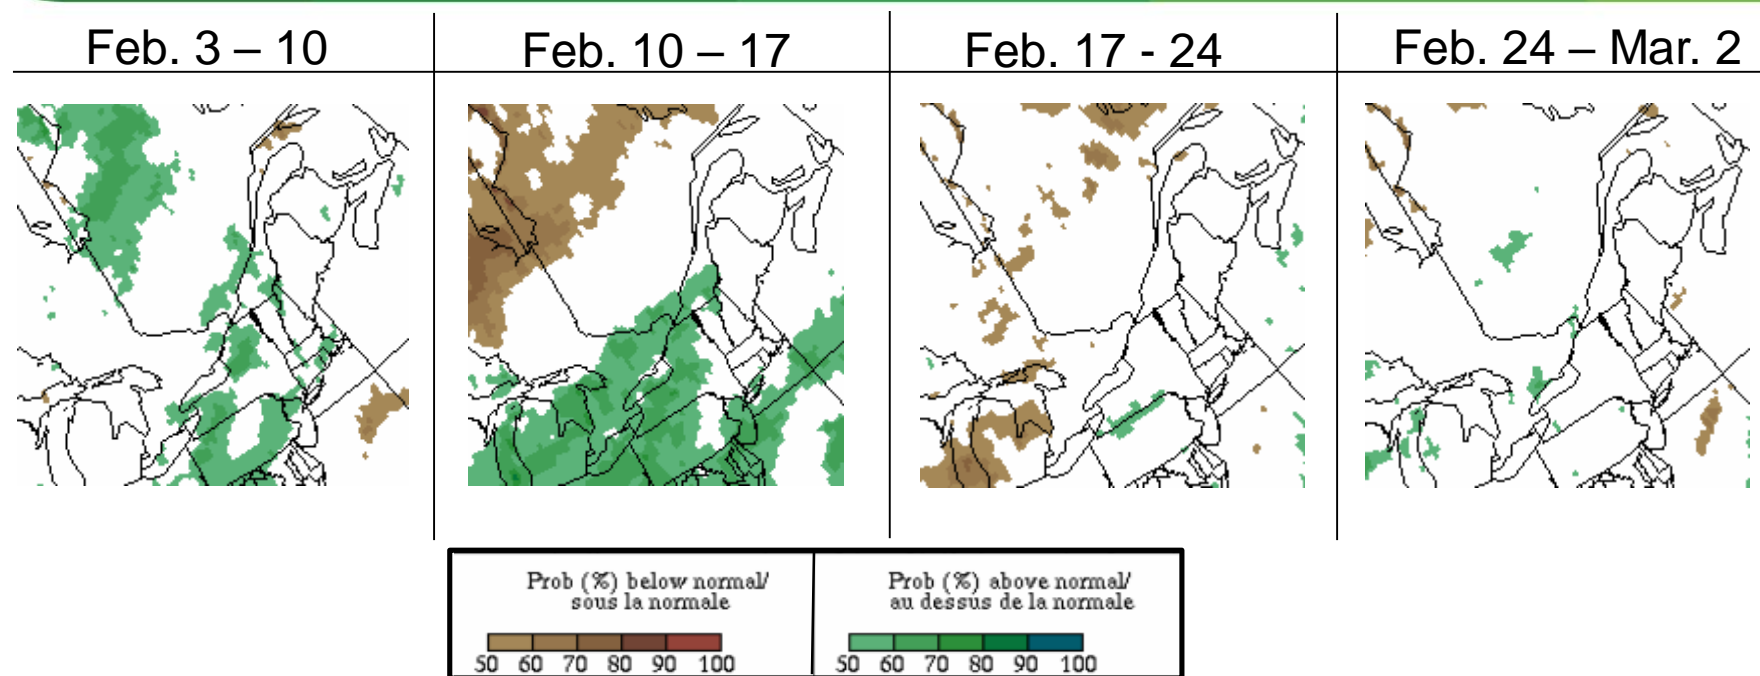 Feb. 3 – 10
Feb. 10 – 17
Feb. 17 - 24
Feb. 24 – Mar. 2
Prob (%) below normal/
sous la normale
50 60 70 80 90 100
Prob (%) above normal/
au dessus de la normale
50 60 70 80 90 100